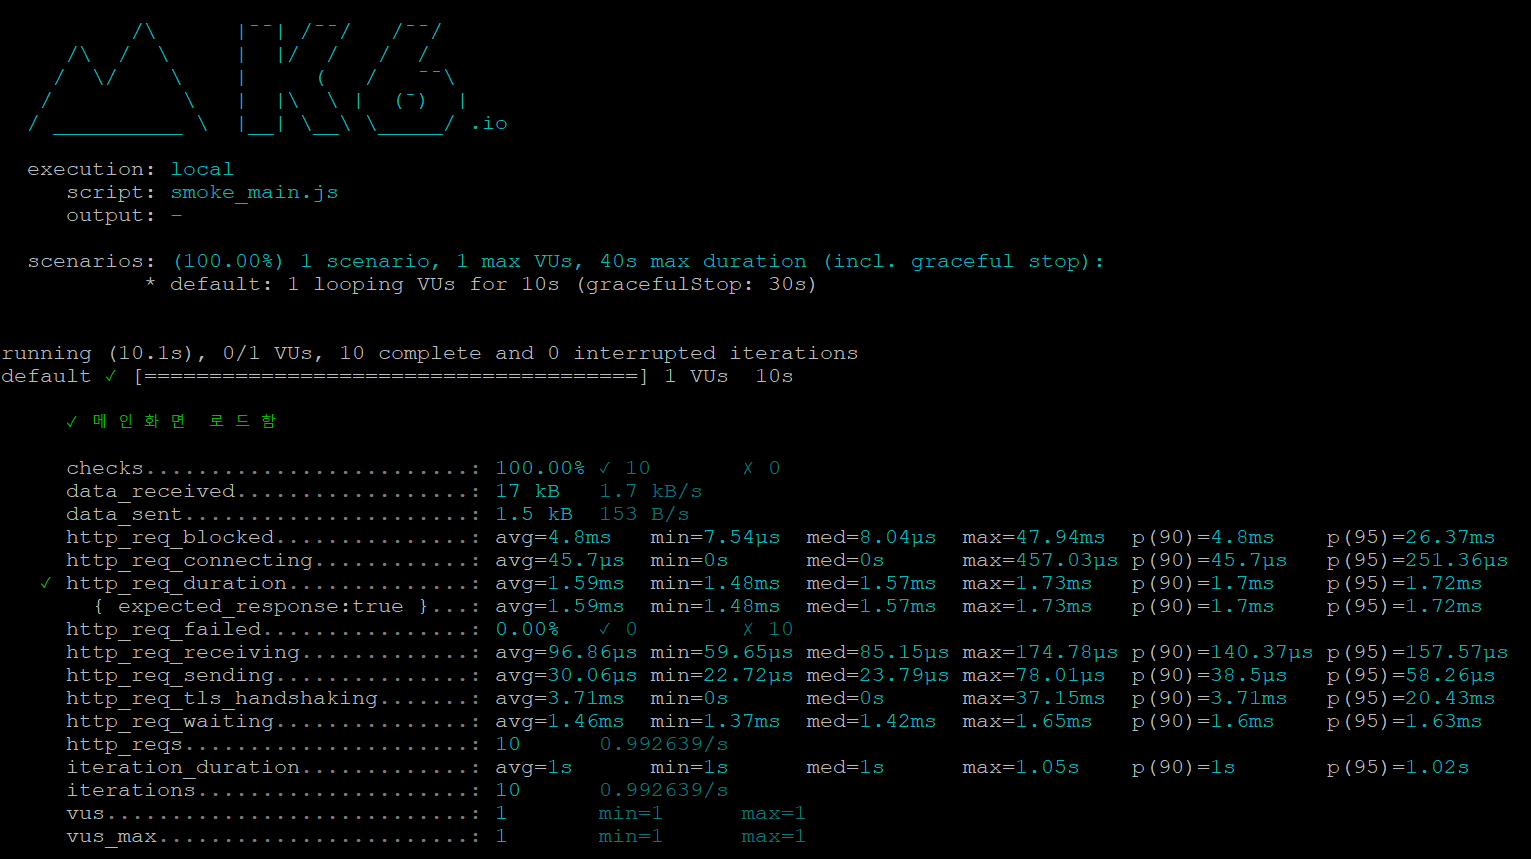 /\      |‾‾| /‾‾/   /‾‾/
     /\  /  \     |  |/  /   /  /
    /  \/    \    |     (   /   ‾‾\
   /          \   |  |\  \ |  (‾)  |
  / __________ \  |__| \__\ \_____/ .io
  execution: local
     script: smoke_main.js
     output: -
  scenarios: (100.00%) 1 scenario, 1 max VUs, 40s max duration (incl. graceful stop):
           * default: 1 looping VUs for 10s (gracefulStop: 30s)
running (10.1s), 0/1 VUs, 10 complete and 0 interrupted iterations
default ✓ [======================================] 1 VUs  10s
     ✓ 메인화면 로드함
     checks.........................: 100.00% ✓ 10       ✗ 0
     data_received..................: 17 kB   1.7 kB/s
     data_sent......................: 1.5 kB  153 B/s
     http_req_blocked...............: avg=4.8ms   min=7.54µs  med=8.04µs  max=47.94ms  p(90)=4.8ms    p(95)=26.37ms
     http_req_connecting............: avg=45.7µs  min=0s      med=0s      max=457.03µs p(90)=45.7µs   p(95)=251.36µs
   ✓ http_req_duration..............: avg=1.59ms  min=1.48ms  med=1.57ms  max=1.73ms   p(90)=1.7ms    p(95)=1.72ms
       { expected_response:true }...: avg=1.59ms  min=1.48ms  med=1.57ms  max=1.73ms   p(90)=1.7ms    p(95)=1.72ms
     http_req_failed................: 0.00%   ✓ 0        ✗ 10
     http_req_receiving.............: avg=96.86µs min=59.65µs med=85.15µs max=174.78µs p(90)=140.37µs p(95)=157.57µs
     http_req_sending...............: avg=30.06µs min=22.72µs med=23.79µs max=78.01µs  p(90)=38.5µs   p(95)=58.26µs
     http_req_tls_handshaking.......: avg=3.71ms  min=0s      med=0s      max=37.15ms  p(90)=3.71ms   p(95)=20.43ms
     http_req_waiting...............: avg=1.46ms  min=1.37ms  med=1.42ms  max=1.65ms   p(90)=1.6ms    p(95)=1.63ms
     http_reqs......................: 10      0.992639/s
     iteration_duration.............: avg=1s      min=1s      med=1s      max=1.05s    p(90)=1s       p(95)=1.02s
     iterations.....................: 10      0.992639/s
     vus............................: 1       min=1      max=1
     vus_max........................: 1       min=1      max=1